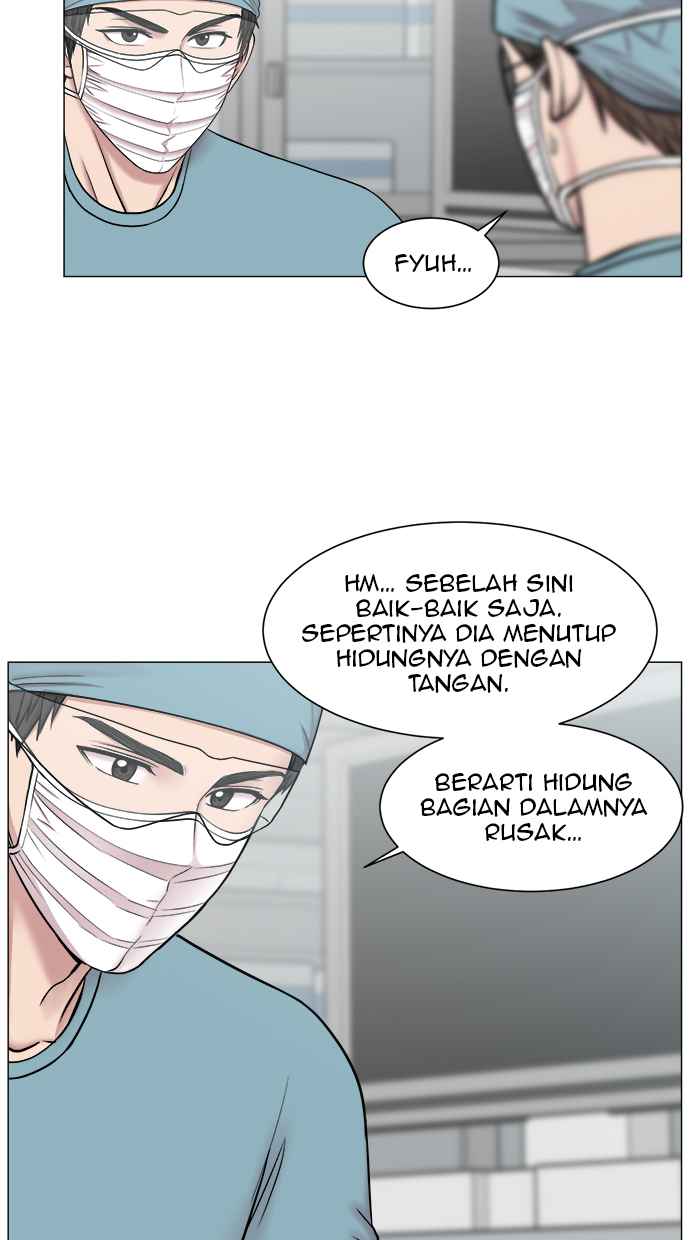 FYUH...
HM... SEBELAH SINI
BAIK-BAIK SAJA.
SEPERTINYA DIA MENUTUP
HIDUNGNYA DENGAN
TANGAN.
BERARTI HIDUNG
BAGIAN DALAMNYA
RUSAK...